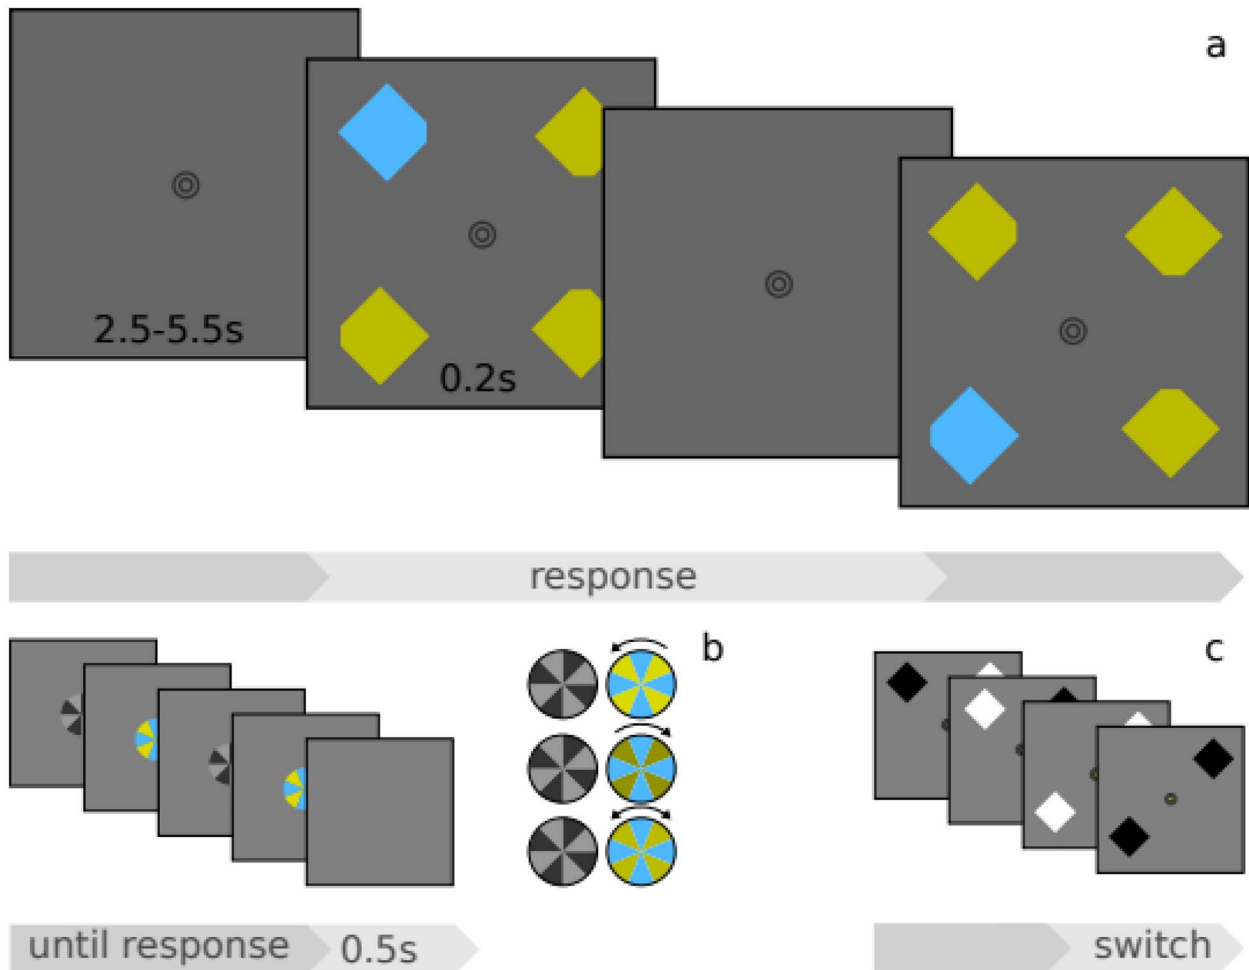 a
2.5-5.5s
0.2s
response
b
c
until response
0.5s
switch